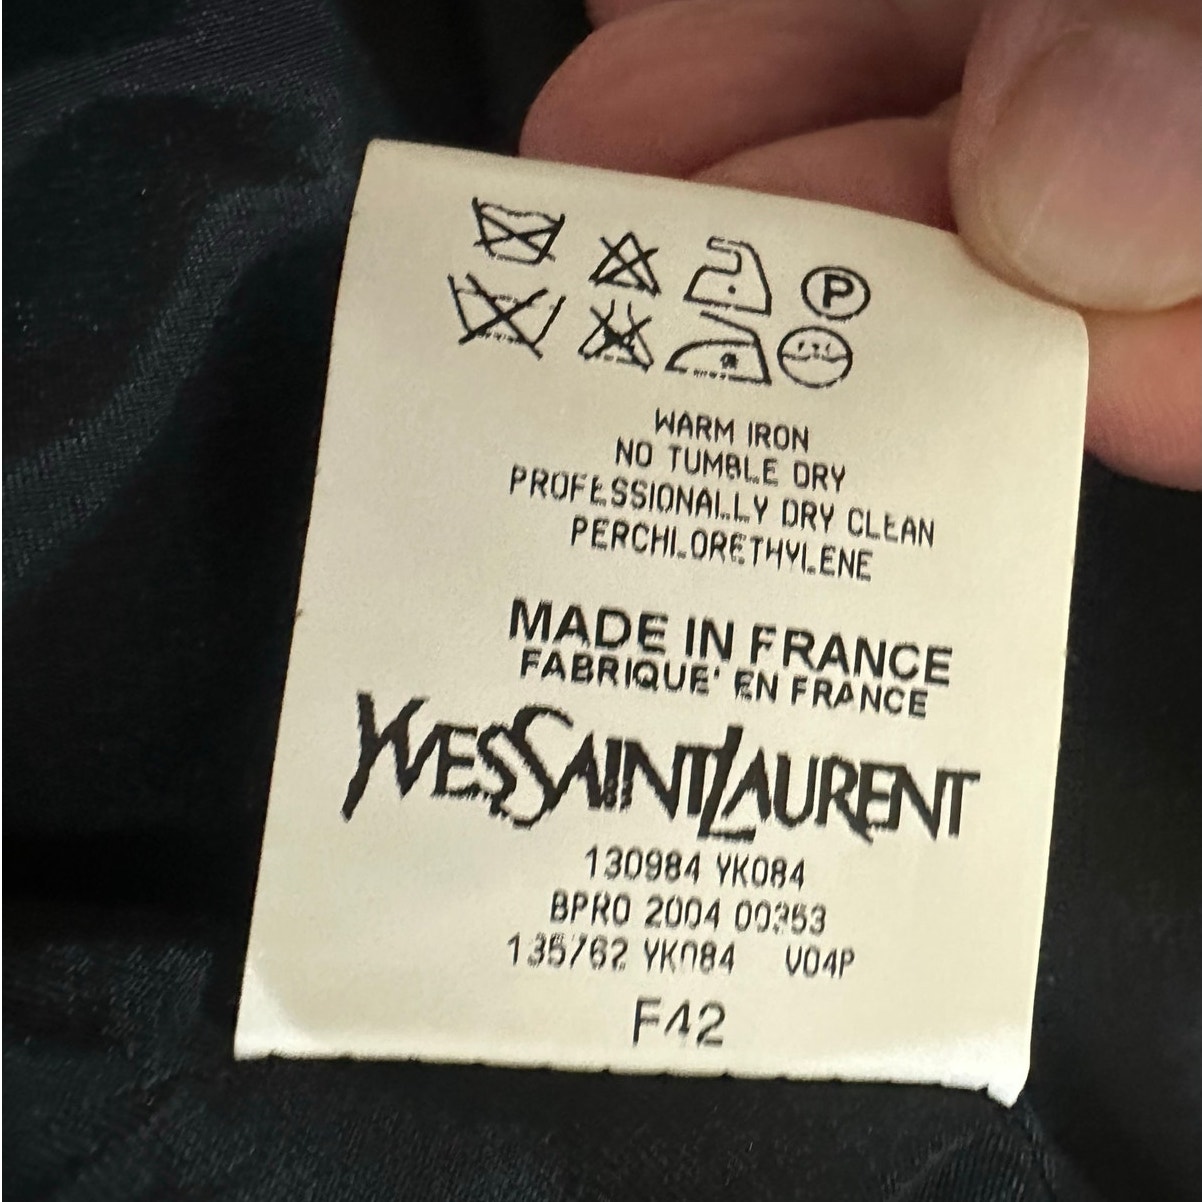 P
WARM IRON
NO TUMBLE DRY
PROFESSIONALLY DRY CLEAN
PERCHLORETHYLENE
MADE IN FRANCE
FABRIQUE' EN FRANCE
YVESSAINTLAURENT
130984 YK084
BPRO 2004 00353
135762 YK084 V04P
F42